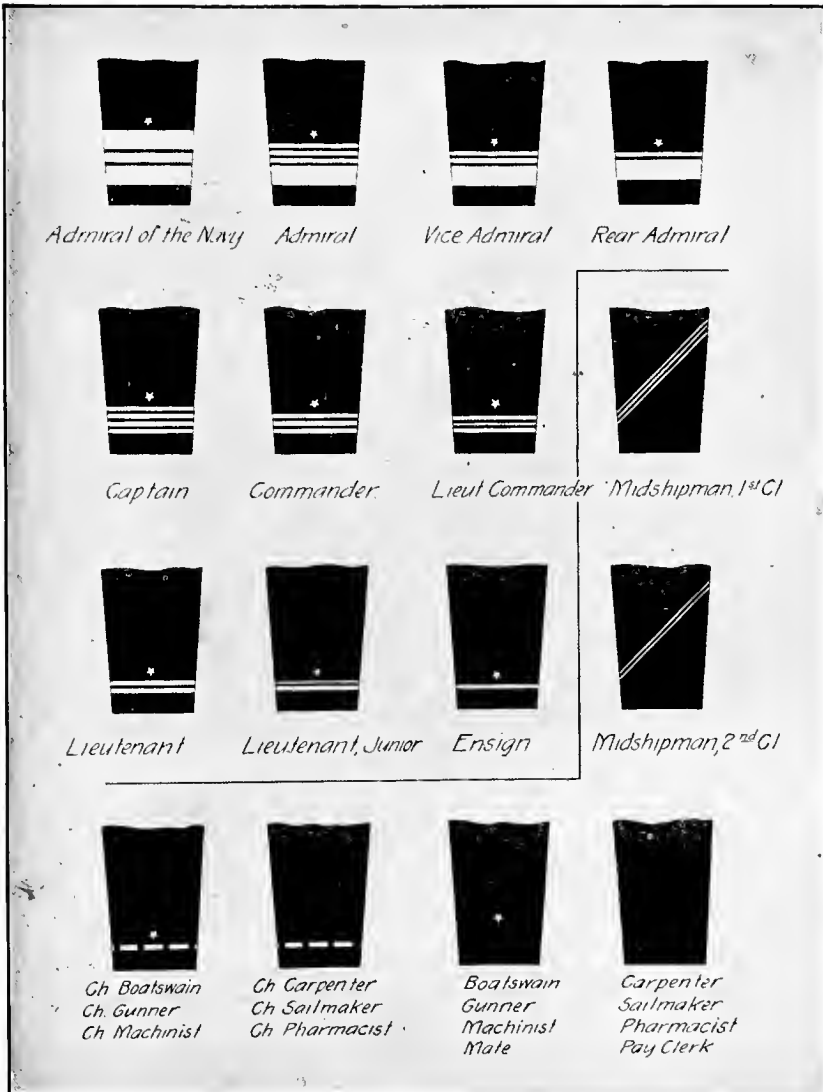 Admiral of the Navy
Admiral
Vice Admiral
Rear Admiral
Captain
Commander
Lieut Commander
Midshipman, 1st Cl
Lieutenant
Lieutenant, Junior
Ensign
Midshipman, 2nd Cl
Ch Boatswain
Ch. Gunner
Ch Machinist
Ch Carpenter
Ch Sailmaker
Ch Pharmacist
Boatswain
Gunner
Machinist
Mate
Carpenter
Sailmaker
Pharmacist
Pay Clerk